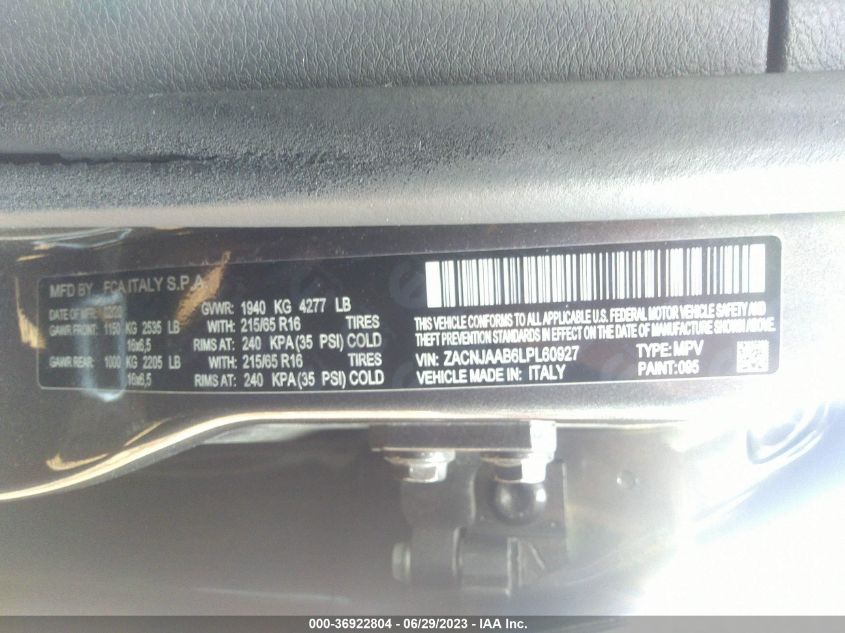 MFD BY FCA ITALY S.P.A
DATE OF MFR
GVWR: 1940 KG 4277 LB
GAWR FRONT: 1150 KG 2535 LB WITH: 215/65 R16 TIRES
16x6,5 RIMS AT: 240 KPA (35 PSI) COLD
GAWR REAR: 1000 KG 2205 LB WITH: 215/65 R16 TIRES
16x6,5 RIMS AT: 240 KPA (35 PSI) COLD
THIS VEHICLE CONFORMS TO ALL APPLICABLE U.S. FEDERAL MOTOR VEHICLE SAFETY, BUMPER, AND
THEFT PREVENTION STANDARDS IN EFFECT ON THE DATE OF MANUFACTURE SHOWN ABOVE.
VIN: ZACNJAAB6LPL60927 TYPE: MPV
VEHICLE MADE IN: ITALY PAINT: 095
000-36922804 - 06/29/2023 - IAA Inc.